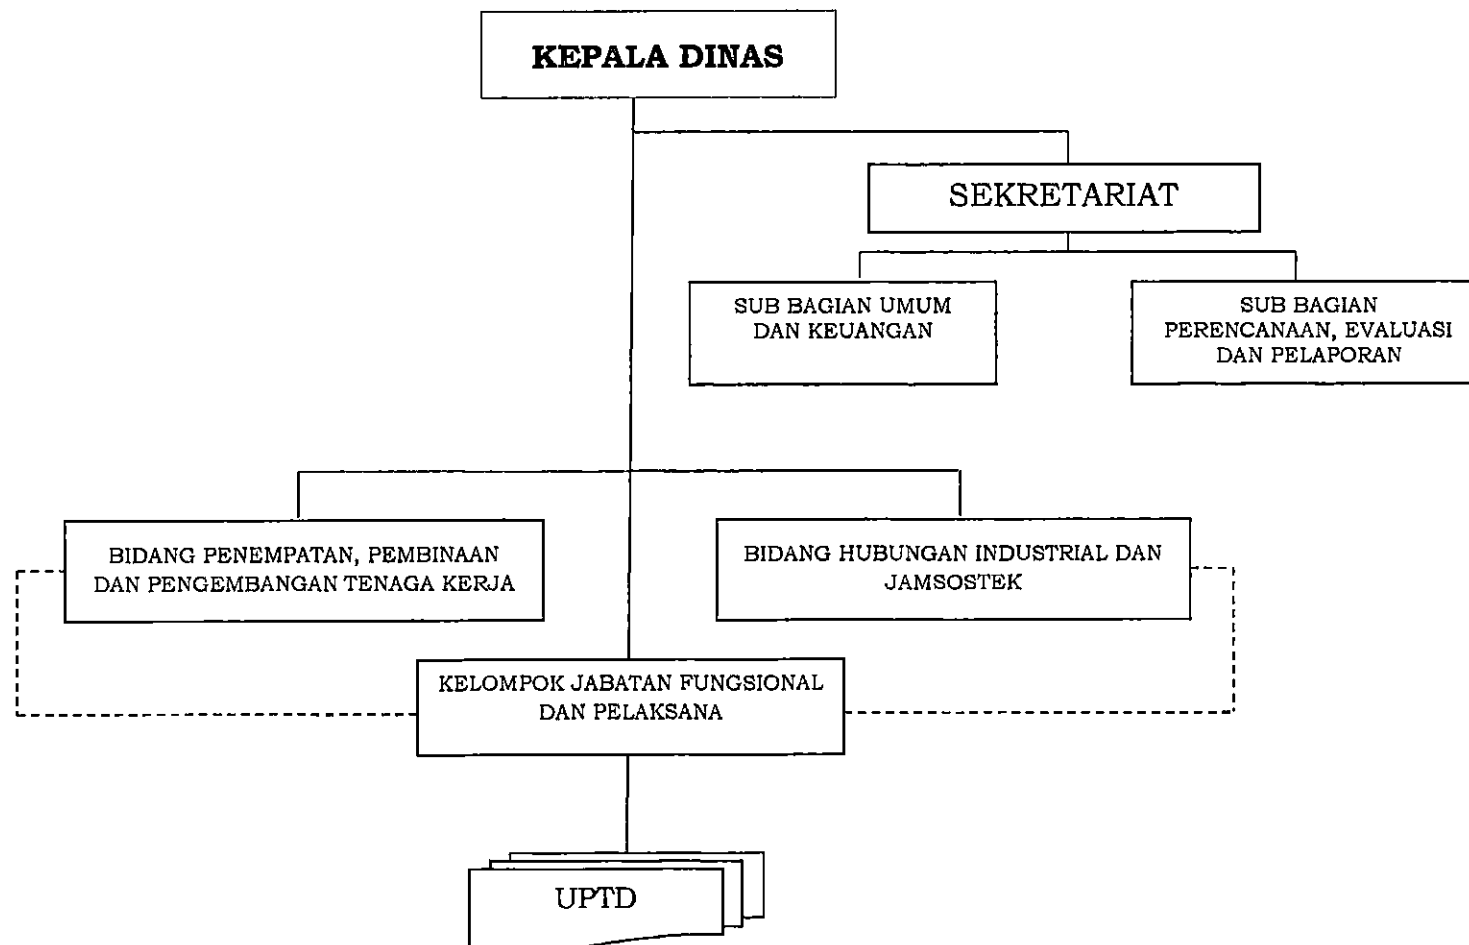 KEPALA DINAS
SEKRETARIAT
SUB BAGIAN UMUM
DAN KEUANGAN
SUB BAGIAN
PERENCANAAN, EVALUASI
DAN PELAPORAN
BIDANG PENEMPATAN, PEMBINAAN
DAN PENGEMBANGAN TENAGA KERJA
BIDANG HUBUNGAN INDUSTRIAL DAN
JAMSOSTEK
KELOMPOK JABATAN FUNGSIONAL
DAN PELAKSANA
UPTD